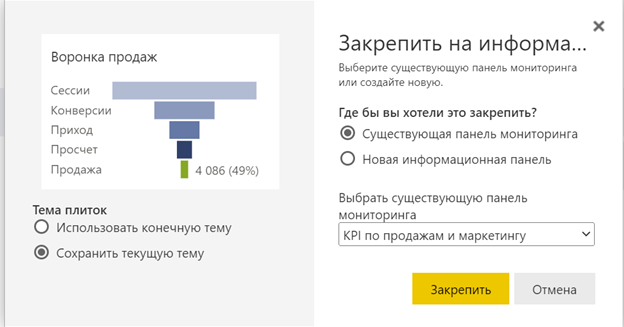 Воронка продаж
Сессии
Конверсии
Приход
Просчет
Продажа 4 086 (49%)
Тема плиток
Использовать конечную тему
Сохранить текущую тему
Закрепить на информа...
Выберите существующую панель мониторинга
или создайте новую.
Где бы вы хотели это закрепить?
Существующая панель мониторинга
Новая информационная панель
Выбрать существующую панель
мониторинга
KPI по продажам и маркетингу
Закрепить Отмена